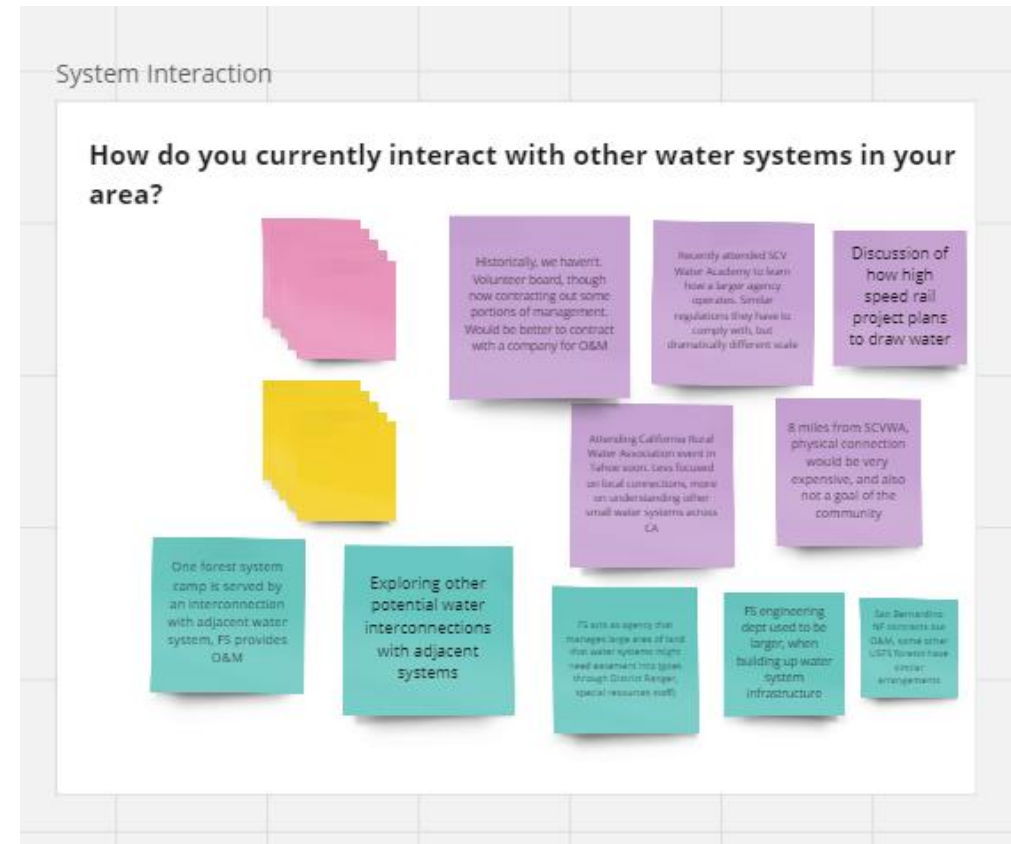 System Interaction
How do you currently interact with other water systems in your
area?
Historically, we haven't.
Volunteer board, though
now contracting out some
portions of management.
Would be better to contract
with a company for O&M
Recently attended SCV
Water Academy to learn
how a larger agency
operates. Similar
regulations they have to
comply with, but
dramatically different scale
Discussion of
how high
speed rail
project plans
to draw water
Attending California Rural
Water Association event in
Tahoe soon. Less focused
on local connections, more
on understanding other
small water systems across
CA
8 miles from SCVWA,
physical connection
would be very
expensive, and also
not a goal of the
community
One forest system
camp is served by
an interconnection
with adjacent water
system, FS provides
O&M
Exploring other
potential water
interconnections
with adjacent
systems
FS acts as agency that
manages large area of land
that water systems might
need easement into (goes
through District Ranger,
special resources staff)
FS engineering
dept used to be
larger, when
building up water
system
infrastructure
San Bernardino
NF contracts out
O&M, some other
USFS forests have
similar
arrangements